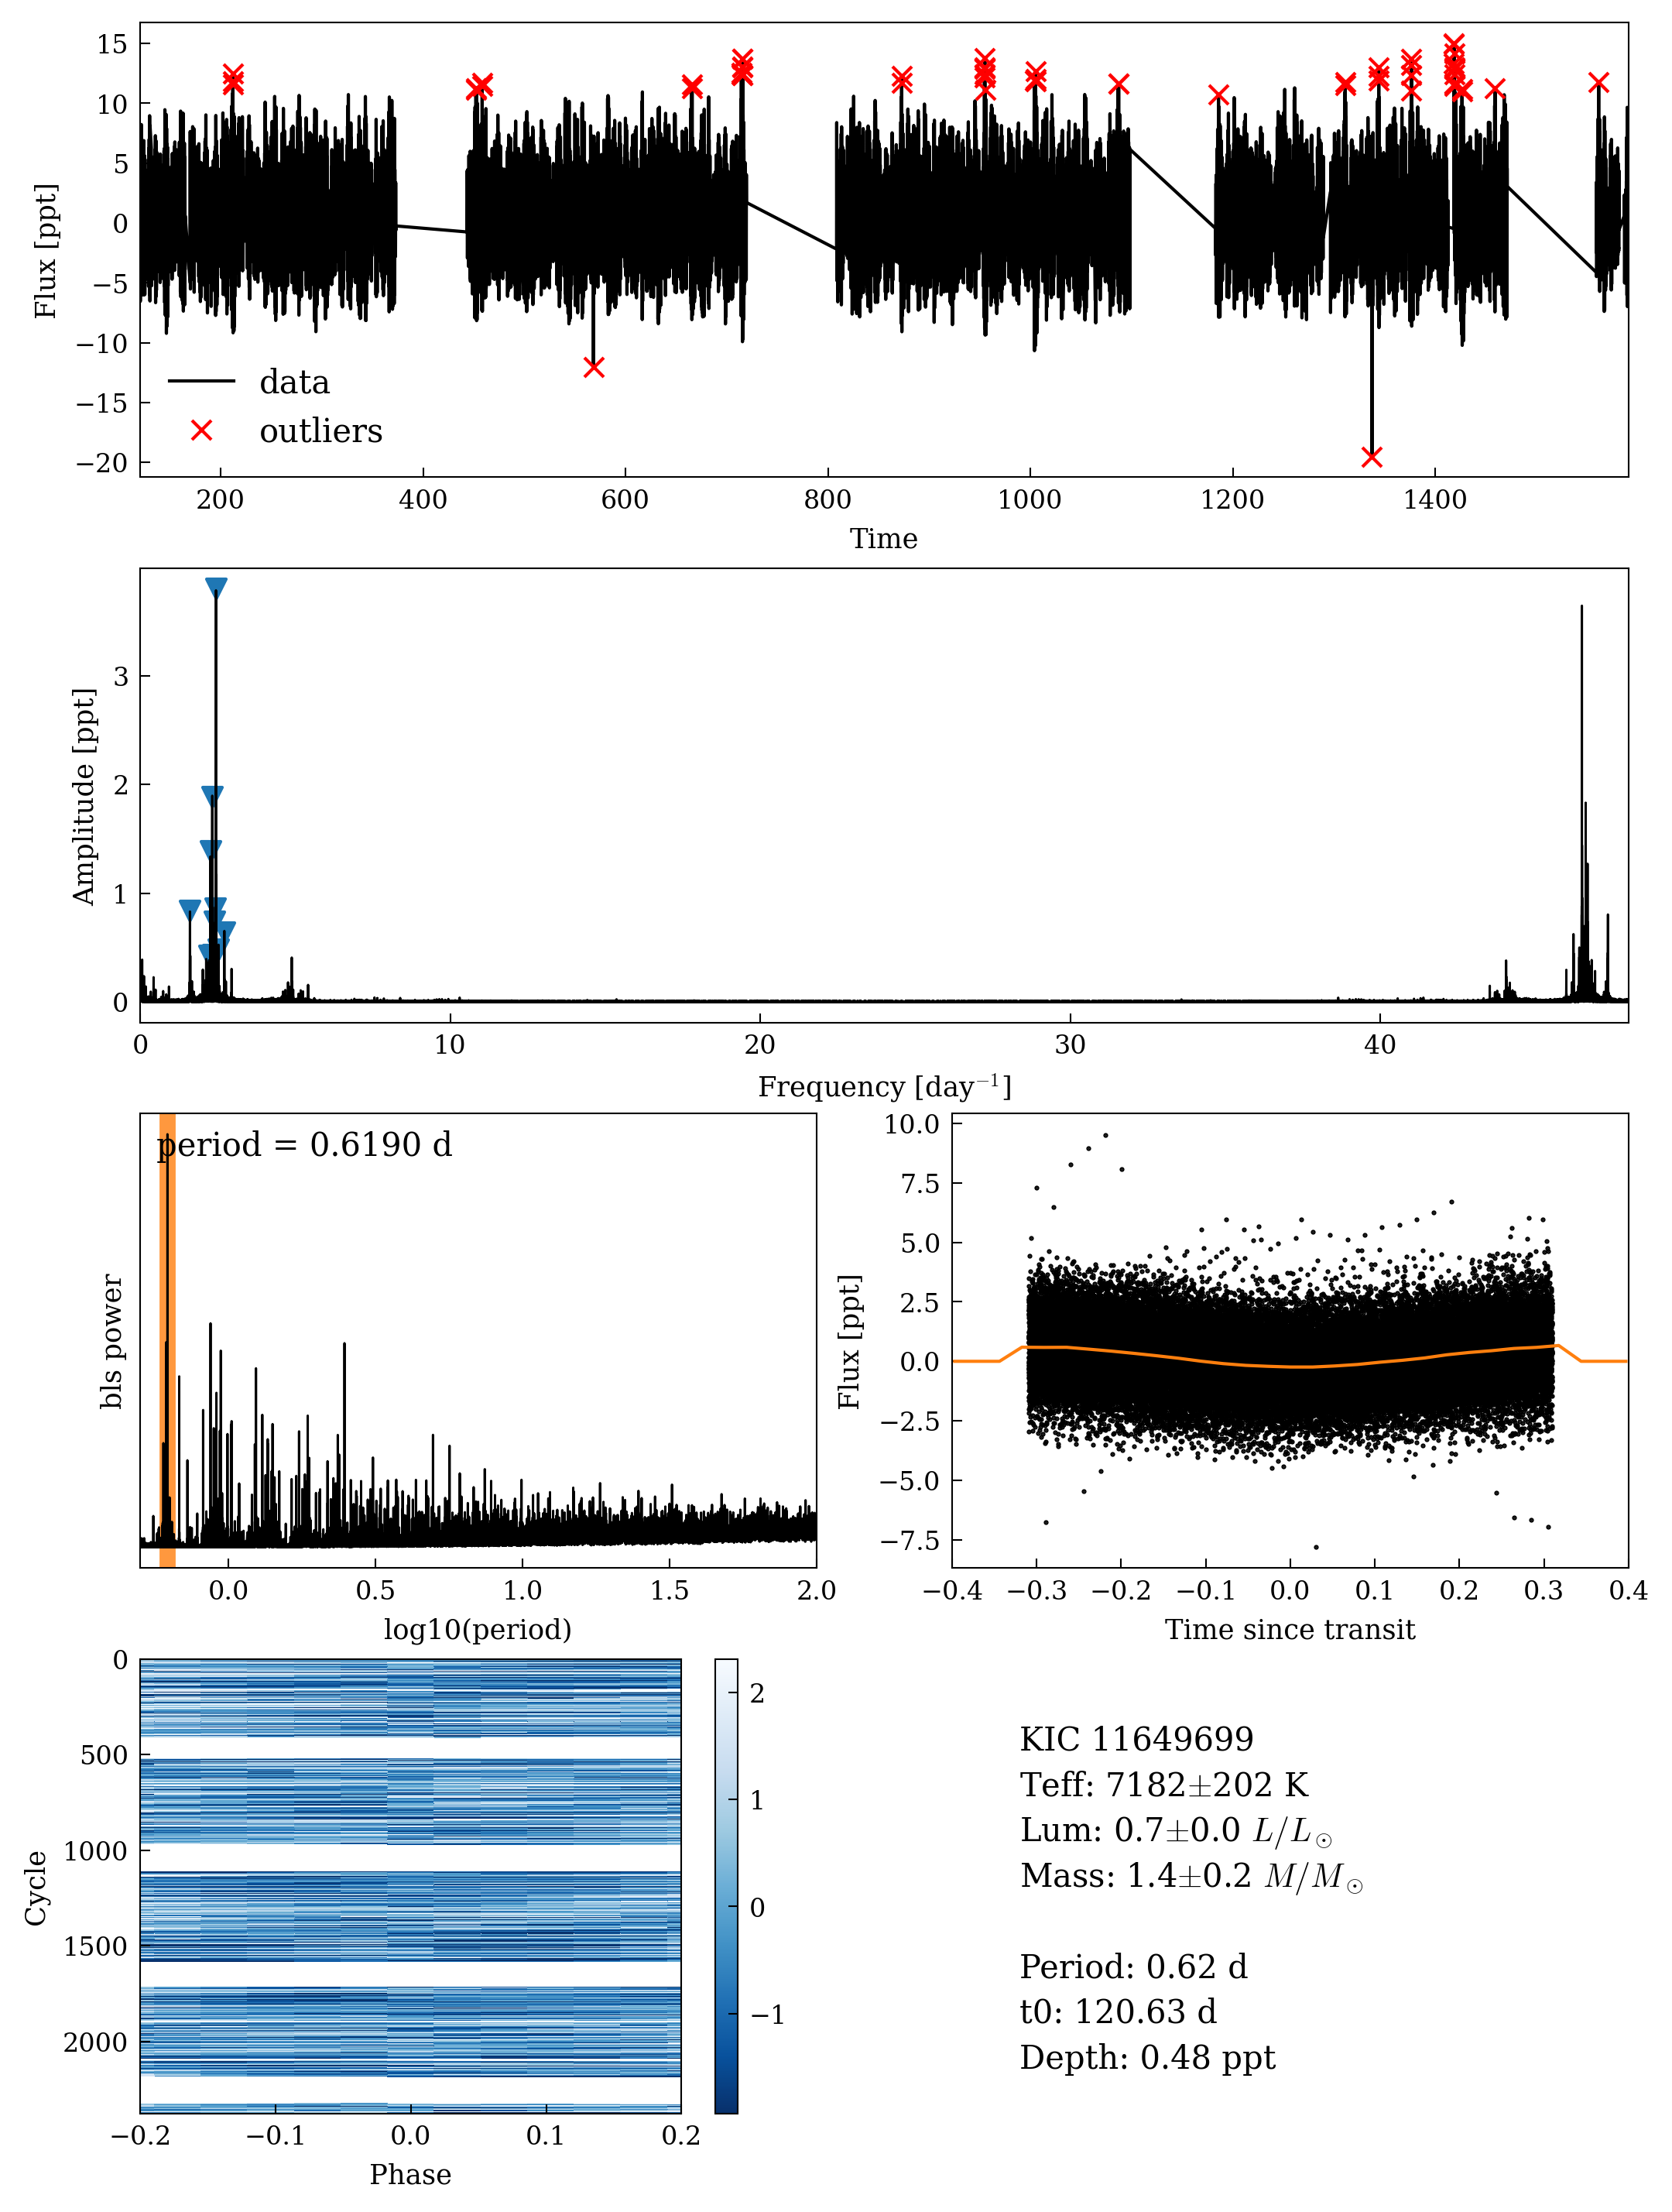 15
10
5
0
−5
−10
−15
−20
Flux [ppt]
data
outliers
200 400 600 800 1000 1200 1400
Time
3
2
1
0
Amplitude [ppt]
0 10 20 30 40
Frequency [day⁻¹]
period = 0.6190 d
bls power
0.0 0.5 1.0 1.5 2.0
log10(period)
10.0
7.5
5.0
2.5
0.0
−2.5
−5.0
−7.5
Flux [ppt]
−0.4 −0.3 −0.2 −0.1 0.0 0.1 0.2 0.3 0.4
Time since transit
0
500
1000
1500
2000
Cycle
−0.2 −0.1 0.0 0.1 0.2
Phase
2
1
0
−1
KIC 11649699
Teff: 7182±202 K
Lum: 0.7±0.0 L/L⊙
Mass: 1.4±0.2 M/M⊙
Period: 0.62 d
t0: 120.63 d
Depth: 0.48 ppt